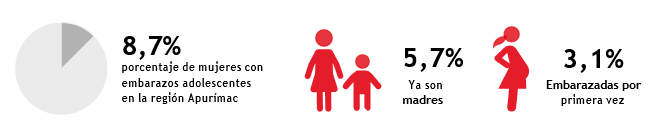 8,7%
porcentaje de mujeres con
embarazos adolescentes
en la región Apurímac
5,7%
Ya son
madres
3,1%
Embarazadas por
primera vez